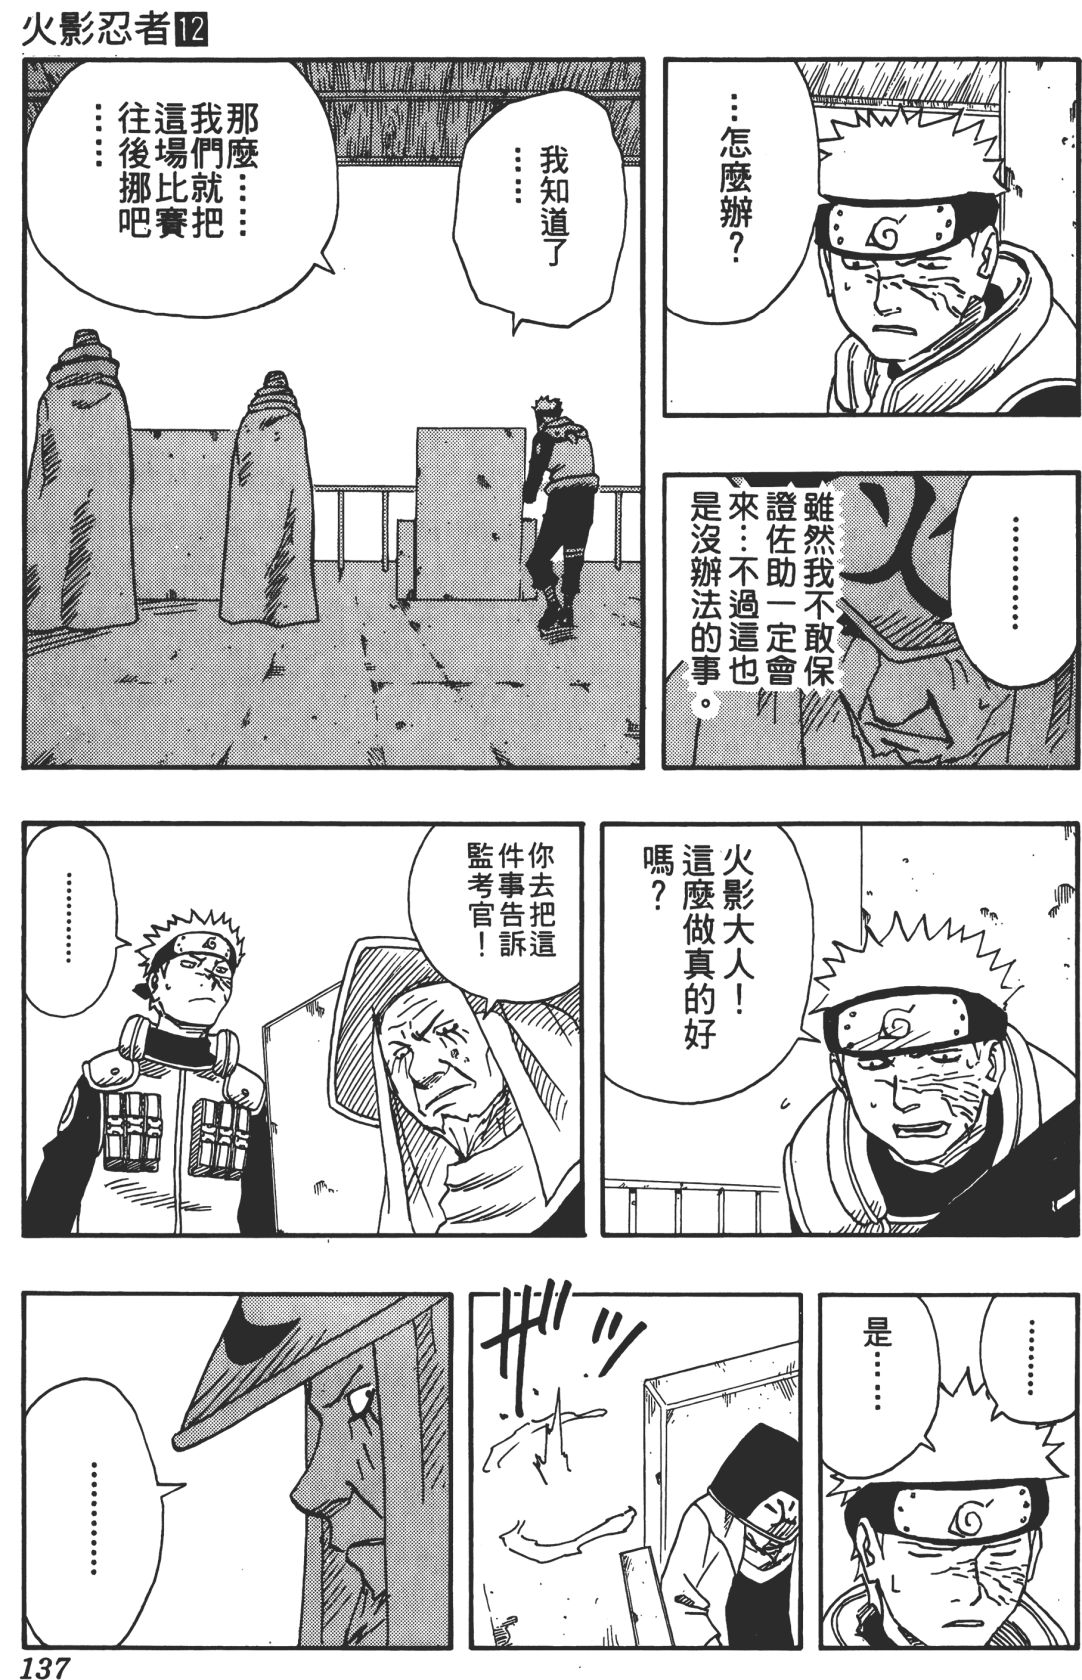 火影忍者12
…怎麼辦？
………
雖然我不敢保
證佐助一定會
來…不過這也
是沒辦法的事
。
我知道了
……
那麼……
我們就把
這場比賽
往後挪吧
……
火影大人！
這麼做真的好
嗎？
你去把這
件事告訴
監考官！
………
………
是……
………
137